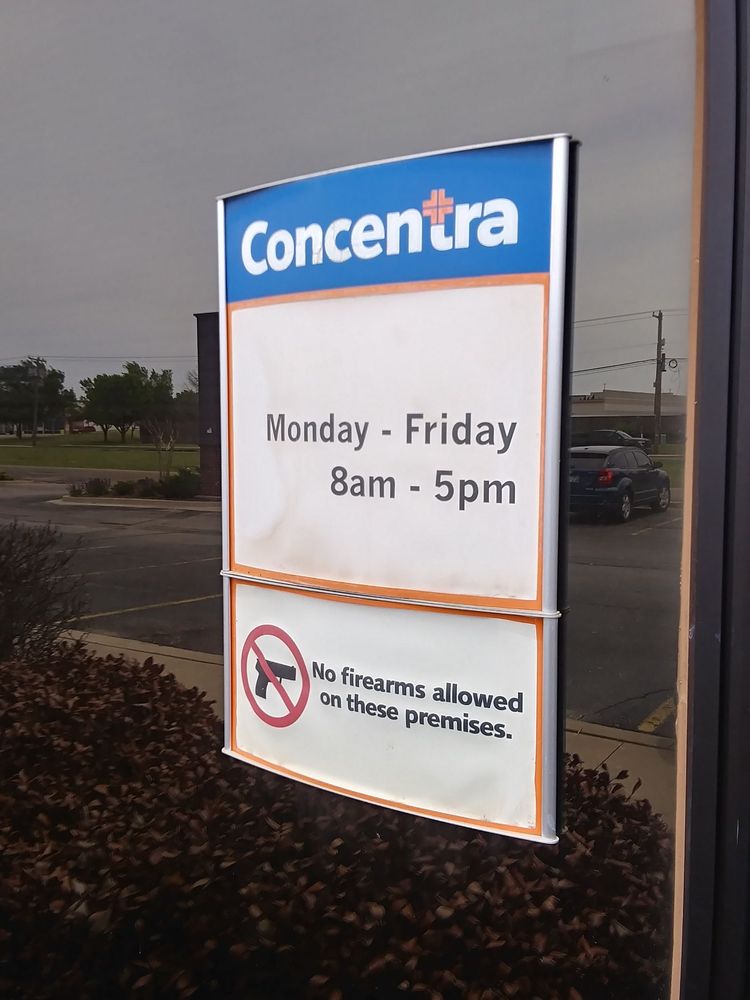 Concentra
Monday - Friday
8am - 5pm
No firearms allowed
on these premises.